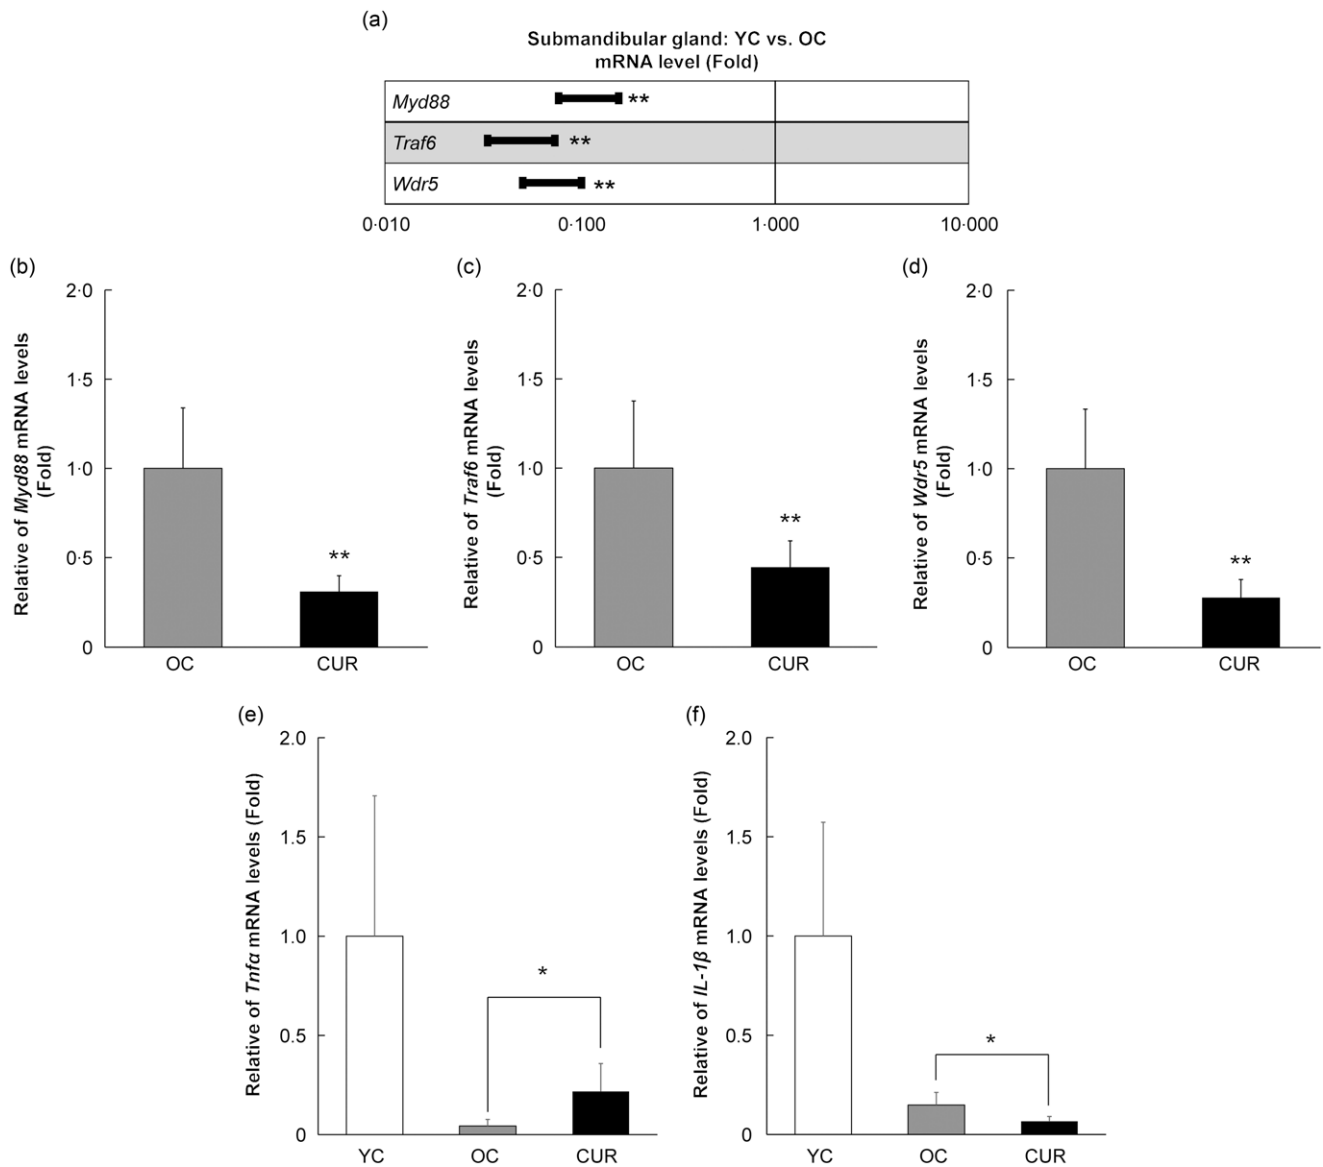 (a)
Submandibular gland: YC vs. OC
mRNA level (Fold)
Myd88
**
Traf6
**
Wdr5
**
0·010 0·100 1·000 10·000
(b)
Relative of Myd88 mRNA levels
(Fold)
2·0
1·5
1·0
0·5
0
**
OC CUR
(c)
Relative of Traf6 mRNA levels
(Fold)
2·0
1·5
1·0
0·5
0
**
OC CUR
(d)
Relative of Wdr5 mRNA levels
(Fold)
2·0
1·5
1·0
0·5
0
**
OC CUR
(e)
Relative of Tnfα mRNA levels (Fold)
2.0
1.5
1.0
0.5
0
*
YC OC CUR
(f)
Relative of IL-1β mRNA levels (Fold)
2.0
1.5
1.0
0.5
0
*
YC OC CUR